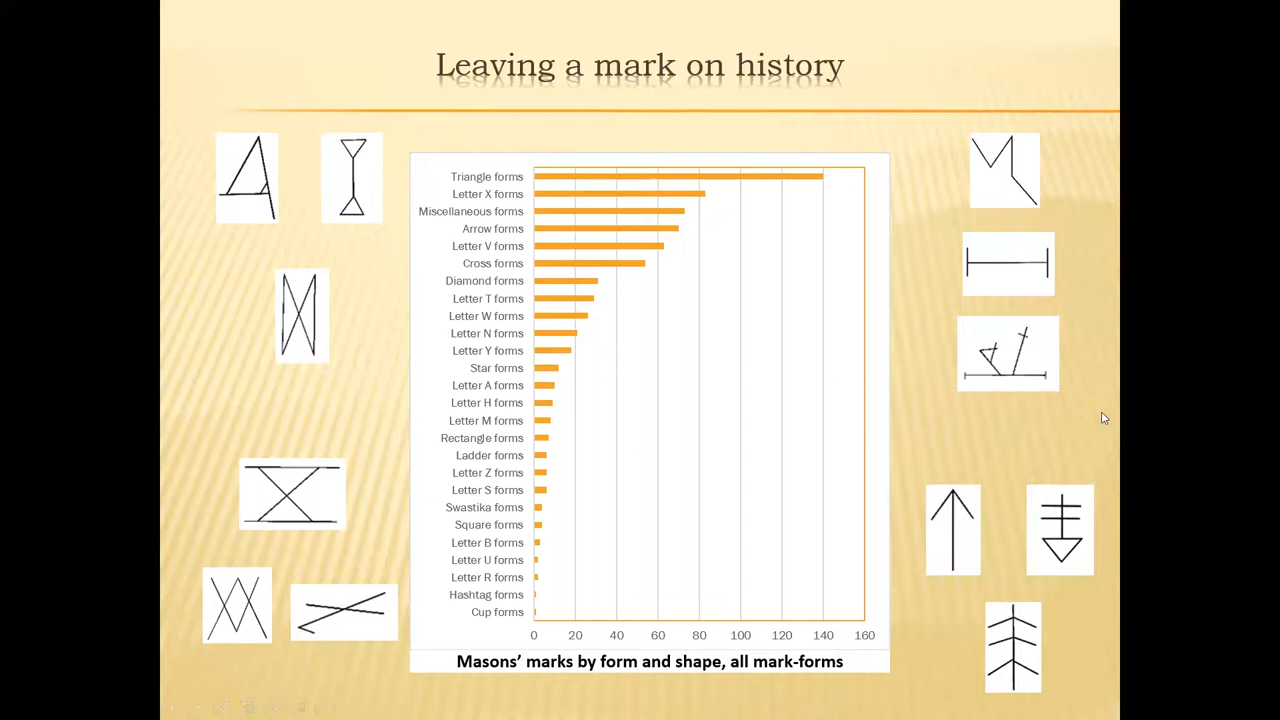 Leaving a mark on history
Triangle forms
Letter X forms
Miscellaneous forms
Arrow forms
Letter V forms
Cross forms
Diamond forms
Letter T forms
Letter W forms
Letter N forms
Letter Y forms
Star forms
Letter A forms
Letter H forms
Letter M forms
Rectangle forms
Ladder forms
Letter Z forms
Letter S forms
Swastika forms
Square forms
Letter B forms
Letter U forms
Letter R forms
Hashtag forms
Cup forms
0 20 40 60 80 100 120 140 160
Masons’ marks by form and shape, all mark-forms